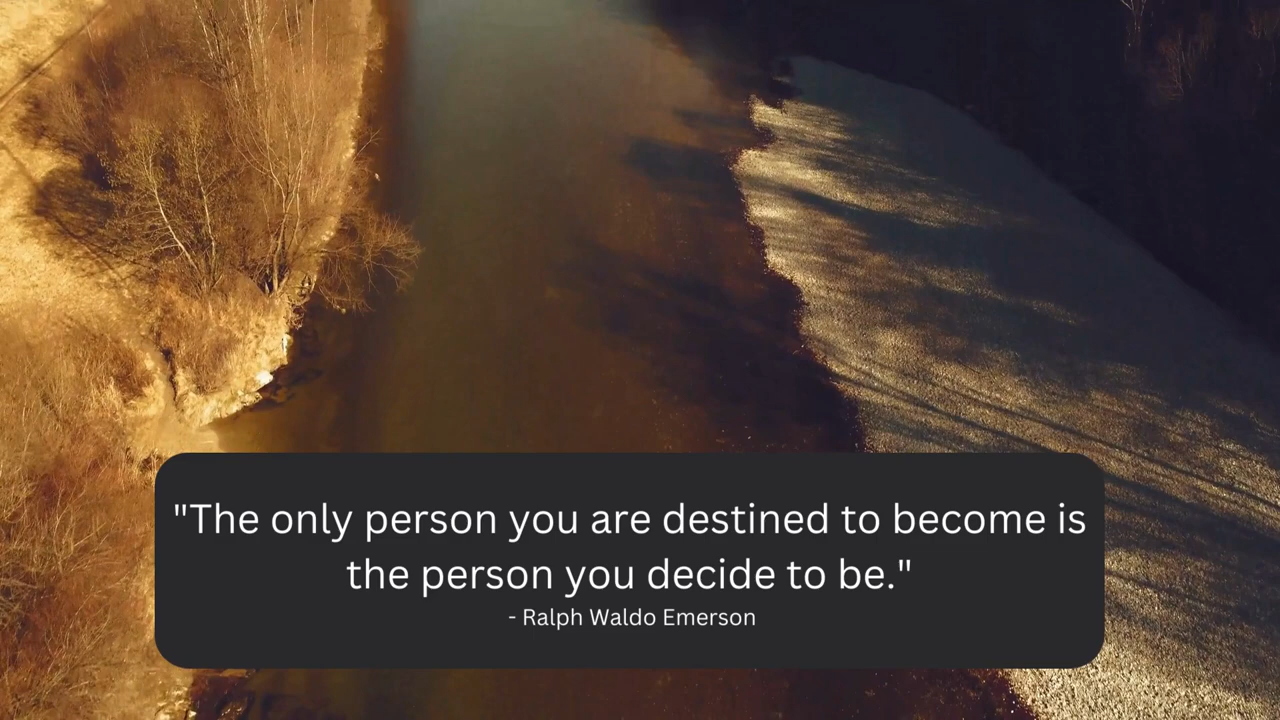 "The only person you are destined to become is
the person you decide to be."
- Ralph Waldo Emerson